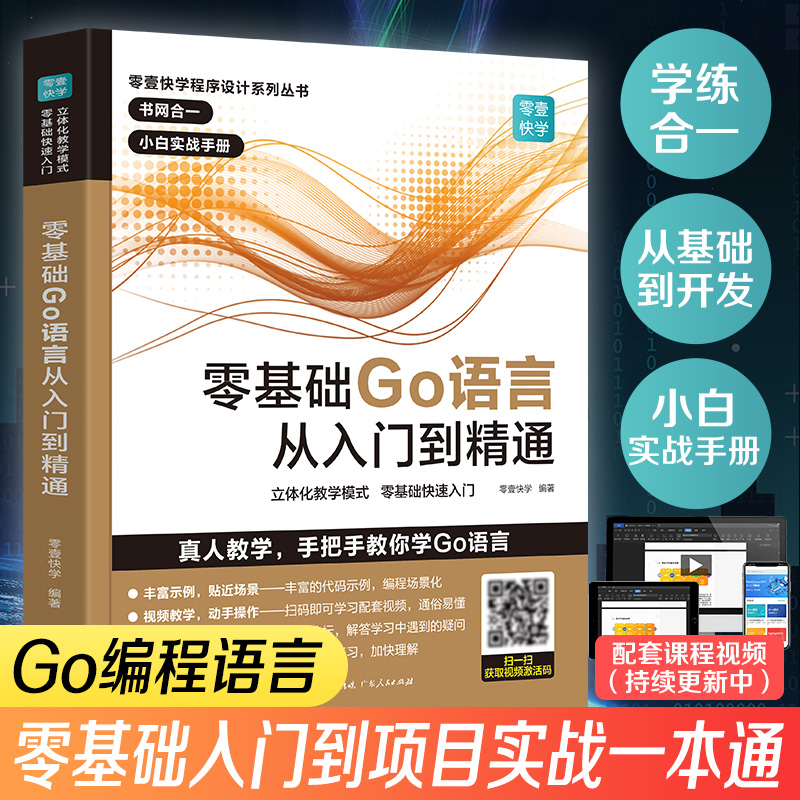 零壹快学
立体化教学模式
零基础快速入门
零基础Go语言从入门到精通
零壹快学 编著
零壹快学程序设计系列丛书
书网合一
小白实战手册
零壹
快学
零基础Go语言
从入门到精通
立体化教学模式 零基础快速入门 零壹快学 编著
真人教学，手把手教你学Go语言
丰富示例，贴近场景——丰富的代码示例，编程场景化
视频教学，动手操作——扫码即可学习配套视频，通俗易懂
坛，解答学习中遇到的疑问
习，加快理解
扫一扫
获取视频激活码
广东人民出版社
学练
合一
从基础
到开发
小白
实战手册
配套课程视频
（持续更新中）
Go编程语言
零基础入门到项目实战一本通